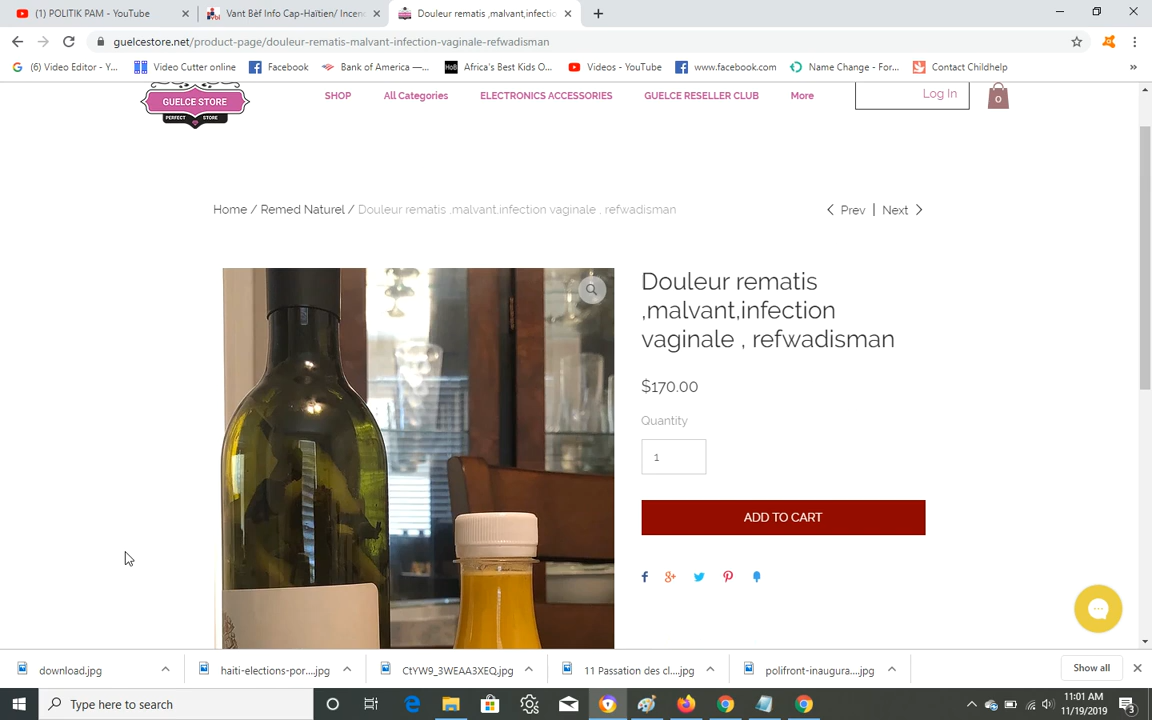 (1) POLITIK PAM - YouTube
Vant Bèf Info Cap-Haïtien/ Incend
Douleur rematis ,malvant,infectio
guelcestore.net/product-page/douleur-rematis-malvant-infection-vaginale-refwadisman
(6) Video Editor - Y...
Video Cutter online
Facebook
Bank of America —...
HoB
Africa's Best Kids O...
Videos - YouTube
www.facebook.com
Name Change - For...
Contact Childhelp
»
GUELCE STORE
PERFECT STORE
SHOP
All Categories
ELECTRONICS ACCESSORIES
GUELCE RESELLER CLUB
More
Log In
0
Home / Remed Naturel / Douleur rematis ,malvant,infection vaginale , refwadisman
Prev | Next
Douleur rematis
,malvant,infection
vaginale , refwadisman
$170.00
Quantity
1
ADD TO CART
download.jpg
haiti-elections-por....jpg
CtYW9_3WEAA3XEQ.jpg
11 Passation des cl....jpg
polifront-inaugura....jpg
Show all
Type here to search
11:01 AM
11/19/2019
3